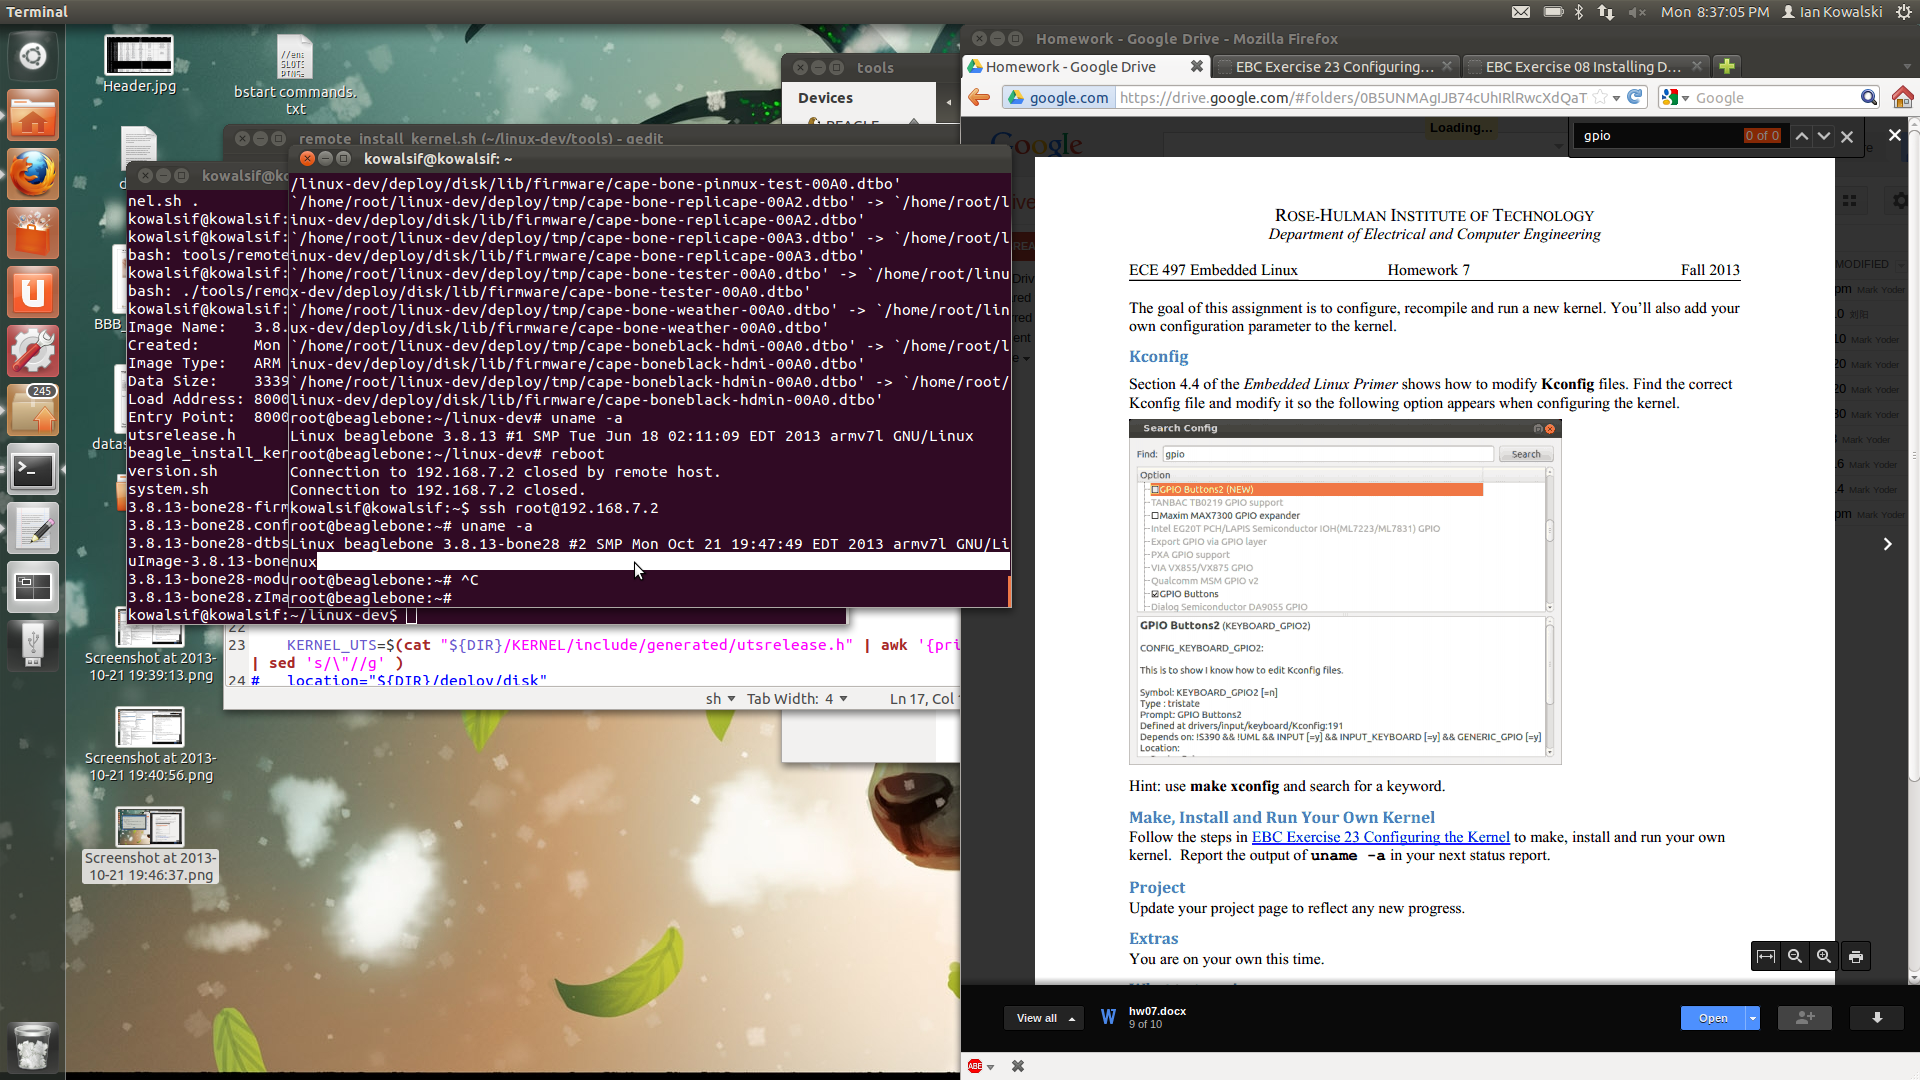 Terminal
Mon 8:37:05 PM
Ian Kowalski
Header.jpg
bstart commands.
txt
245
Screenshot at 2013-
10-21 19:39:13.png
Screenshot at 2013-
10-21 19:40:56.png
Screenshot at 2013-
10-21 19:46:37.png
tools
Devices
remote_install_kernel.sh (~/linux-dev/tools) - gedit
nel.sh .
kowalsif@kowalsif:
kowalsif@kowalsif:
bash: tools/remote
kowalsif@kowalsif:
bash: ./tools/remo
kowalsif@kowalsif:
Image Name:   3.8.
Created:      Mon
Image Type:   ARM
Data Size:    3339
Load Address: 8000
Entry Point:  8000
utsrelease.h
beagle_install_ker
version.sh
system.sh
3.8.13-bone28-firm
3.8.13-bone28.conf
3.8.13-bone28-dtbs
uImage-3.8.13-bone
3.8.13-bone28-modu
3.8.13-bone28.zIma
kowalsif@kowalsif:~/linux-dev$
kowalsif@kowalsif: ~
/linux-dev/deploy/disk/lib/firmware/cape-bone-pinmux-test-00A0.dtbo'
`/home/root/linux-dev/deploy/tmp/cape-bone-replicape-00A2.dtbo' -> `/home/root/l
inux-dev/deploy/disk/lib/firmware/cape-bone-replicape-00A2.dtbo'
`/home/root/linux-dev/deploy/tmp/cape-bone-replicape-00A3.dtbo' -> `/home/root/l
inux-dev/deploy/disk/lib/firmware/cape-bone-replicape-00A3.dtbo'
`/home/root/linux-dev/deploy/tmp/cape-bone-tester-00A0.dtbo' -> `/home/root/linu
x-dev/deploy/disk/lib/firmware/cape-bone-tester-00A0.dtbo'
`/home/root/linux-dev/deploy/tmp/cape-bone-weather-00A0.dtbo' -> `/home/root/lin
ux-dev/deploy/disk/lib/firmware/cape-bone-weather-00A0.dtbo'
`/home/root/linux-dev/deploy/tmp/cape-boneblack-hdmi-00A0.dtbo' -> `/home/root/l
inux-dev/deploy/disk/lib/firmware/cape-boneblack-hdmi-00A0.dtbo'
`/home/root/linux-dev/deploy/tmp/cape-boneblack-hdmin-00A0.dtbo' -> `/home/root/
linux-dev/deploy/disk/lib/firmware/cape-boneblack-hdmin-00A0.dtbo'
root@beaglebone:~/linux-dev# uname -a
Linux beaglebone 3.8.13 #1 SMP Tue Jun 18 02:11:09 EDT 2013 armv7l GNU/Linux
root@beaglebone:~/linux-dev# reboot
Connection to 192.168.7.2 closed by remote host.
Connection to 192.168.7.2 closed.
kowalsif@kowalsif:~$ ssh root@192.168.7.2
root@beaglebone:~# uname -a
Linux beaglebone 3.8.13-bone28 #2 SMP Mon Oct 21 19:47:49 EDT 2013 armv7l GNU/Li
nux
root@beaglebone:~# ^C
root@beaglebone:~#
22
23 KERNEL_UTS=$(cat "${DIR}/KERNEL/include/generated/utsrelease.h" | awk '{pri
| sed 's/\"//g' )
24 # location="${DIR}/deploy/disk"
sh Tab Width: 4 Ln 17, Col
Homework - Google Drive - Mozilla Firefox
Homework - Google Drive
EBC Exercise 23 Configuring...
EBC Exercise 08 Installing D...
google.com
https://drive.google.com/#folders/0B5UNMAgIJB74cUhIRlRwcXdQaT
Google
Loading...
gpio
0 of 0
MODIFIED
Mark Yoder
Mark Yoder
Mark Yoder
Mark Yoder
Mark Yoder
Mark Yoder
Mark Yoder
ROSE-HULMAN INSTITUTE OF TECHNOLOGY
Department of Electrical and Computer Engineering
ECE 497 Embedded Linux Homework 7 Fall 2013
The goal of this assignment is to configure, recompile and run a new kernel. You'll also add your
own configuration parameter to the kernel.
Kconfig
Section 4.4 of the Embedded Linux Primer shows how to modify Kconfig files. Find the correct
Kconfig file and modify it so the following option appears when configuring the kernel.
Search Config
Find: gpio Search
Option
GPIO Buttons2 (NEW)
TANBAC TB0219 GPIO support
Maxim MAX7300 GPIO expander
Intel EG20T PCH/LAPIS Semiconductor IOH(ML7223/ML7831) GPIO
Export GPIO via GPIO layer
PXA GPIO support
VIA VX855/VX875 GPIO
Qualcomm MSM GPIO v2
GPIO Buttons
Dialog Semiconductor DA9055 GPIO
GPIO Buttons2 (KEYBOARD_GPIO2)
CONFIG_KEYBOARD_GPIO2:
This is to show I know how to edit Kconfig files.
Symbol: KEYBOARD_GPIO2 [=n]
Type : tristate
Prompt: GPIO Buttons2
Defined at drivers/input/keyboard/Kconfig:191
Depends on: !S390 && !UML && INPUT [=y] && INPUT_KEYBOARD [=y] && GENERIC_GPIO [=y]
Location:
Hint: use make xconfig and search for a keyword.
Make, Install and Run Your Own Kernel
Follow the steps in EBC Exercise 23 Configuring the Kernel to make, install and run your own
kernel. Report the output of uname -a in your next status report.
Project
Update your project page to reflect any new progress.
Extras
You are on your own this time.
View all
hw07.docx
9 of 10
Open
ABP